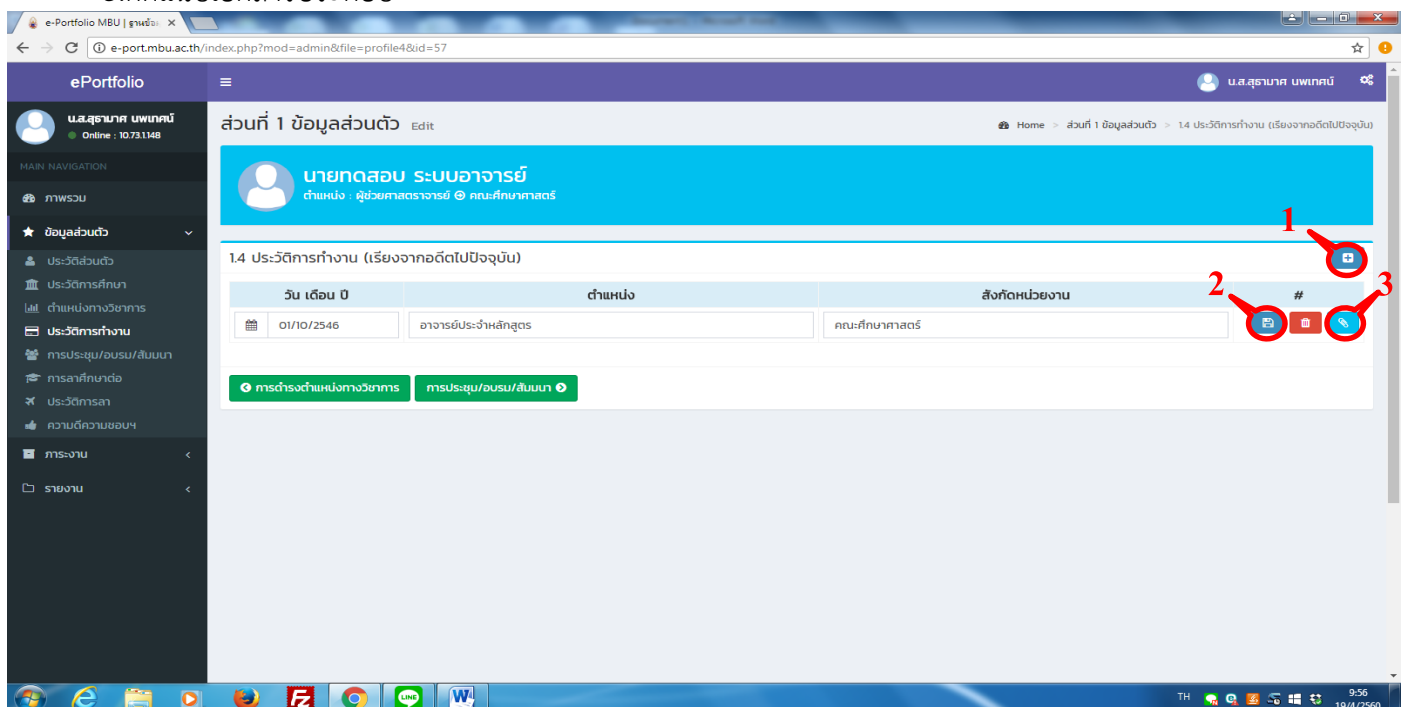 e-Portfolio MBU | ฐานข้อ
e-port.mbu.ac.th/index.php?mod=admin&file=profile4&id=57
ePortfolio
น.ส.สุธามาศ นพเกศน์
น.ส.สุธามาศ นพเกศน์
Online : 10.73.1.148
ส่วนที่ 1 ข้อมูลส่วนตัว Edit
Home > ส่วนที่ 1 ข้อมูลส่วนตัว > 1.4 ประวัติการทำงาน (เรียงจากอดีตไปปัจจุบัน)
MAIN NAVIGATION
ภาพรวม
ข้อมูลส่วนตัว
ประวัติส่วนตัว
ประวัติการศึกษา
ตำแหน่งทางวิชาการ
ประวัติการทำงาน
การประชุม/อบรม/สัมมนา
การลาศึกษาต่อ
ประวัติการลา
ความดีความชอบฯ
ภาระงาน
รายงาน
นายทดสอบ ระบบอาจารย์
ตำแหน่ง : ผู้ช่วยศาสตราจารย์ คณะศึกษาศาสตร์
1
1.4 ประวัติการทำงาน (เรียงจากอดีตไปปัจจุบัน)
2
3
วัน เดือน ปี ตำแหน่ง สังกัดหน่วยงาน #
01/10/2546 อาจารย์ประจำหลักสูตร คณะศึกษาศาสตร์
การดำรงตำแหน่งทางวิชาการ การประชุม/อบรม/สัมมนา
LINE
TH
9:56
19/4/2560